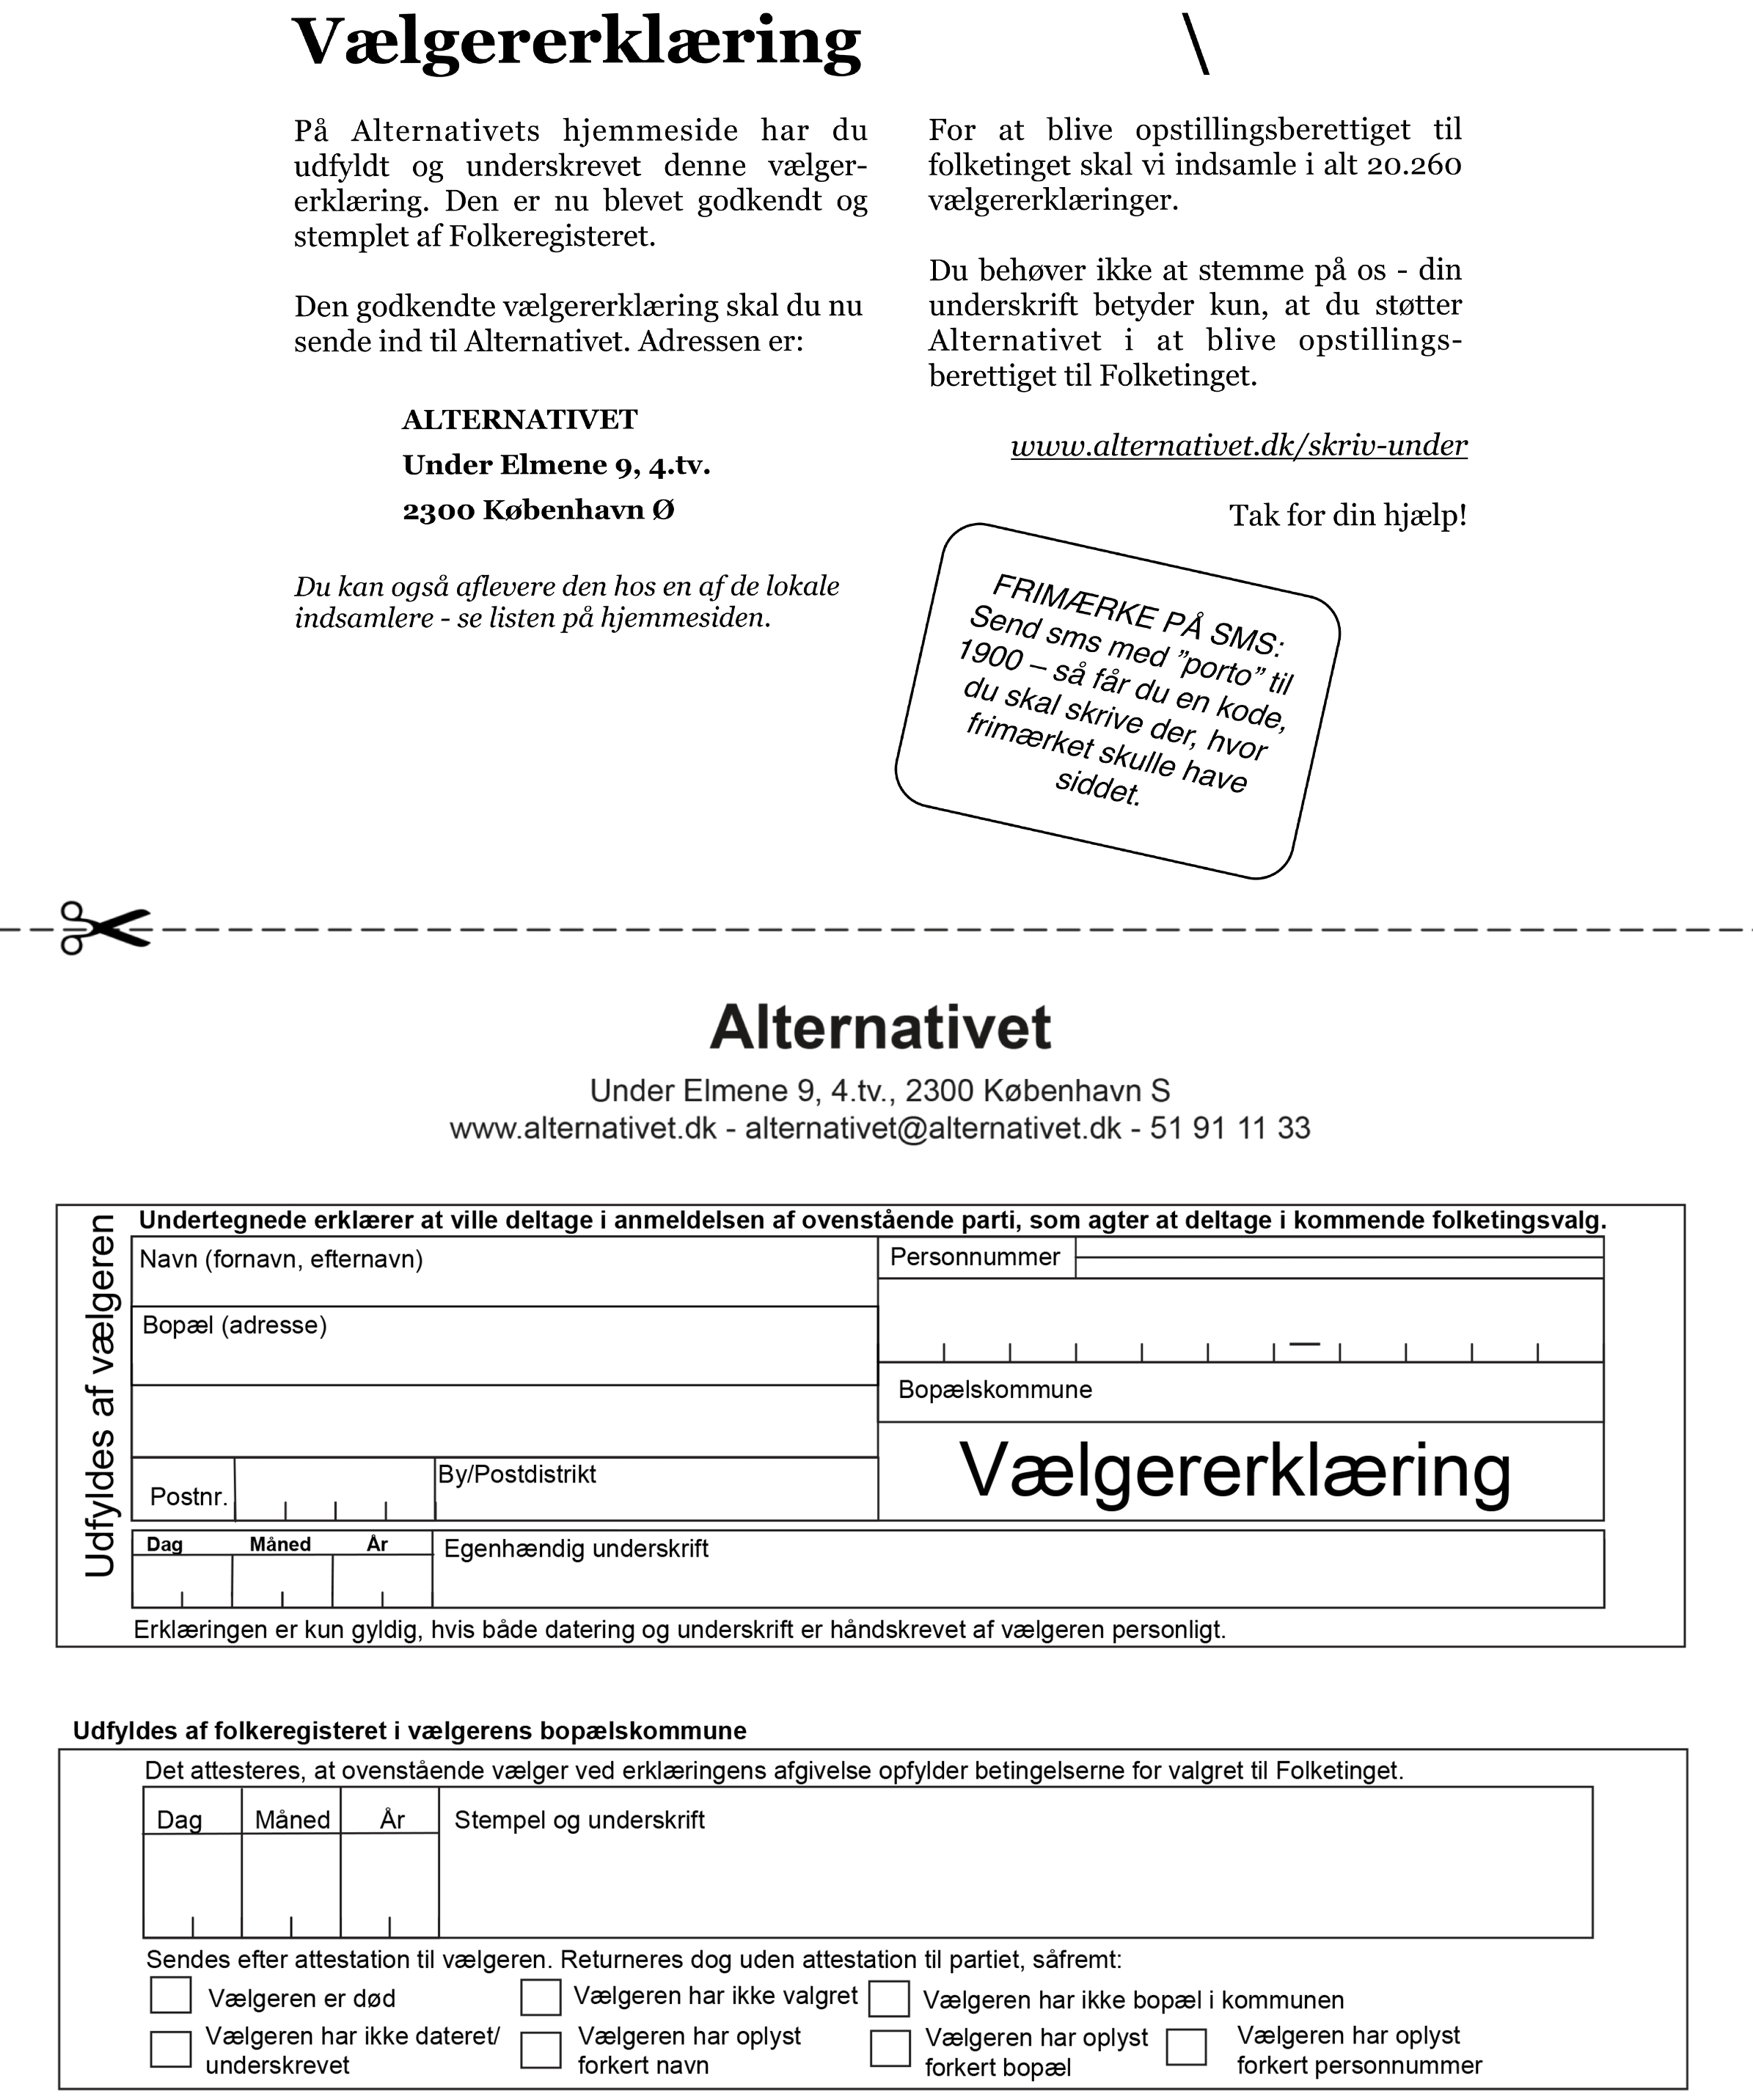 Vælgererklæring
\
På Alternativets hjemmeside har du
udfyldt og underskrevet denne vælger-
erklæring. Den er nu blevet godkendt og
stemplet af Folkeregisteret.
Den godkendte vælgererklæring skal du nu
sende ind til Alternativet. Adressen er:
ALTERNATIVET
Under Elmene 9, 4.tv.
2300 København Ø
Du kan også aflevere den hos en af de lokale
indsamlere - se listen på hjemmesiden.
For at blive opstillingsberettiget til
folketinget skal vi indsamle i alt 20.260
vælgererklæringer.
Du behøver ikke at stemme på os - din
underskrift betyder kun, at du støtter
Alternativet i at blive opstillings-
berettiget til Folketinget.
www.alternativet.dk/skriv-under
Tak for din hjælp!
FRIMÆRKE PÅ SMS:
Send sms med ”porto” til
1900 – så får du en kode,
du skal skrive der, hvor
frimærket skulle have
siddet.
Alternativet
Under Elmene 9, 4.tv., 2300 København S
www.alternativet.dk - alternativet@alternativet.dk - 51 91 11 33
Udfyldes af vælgeren
Undertegnede erklærer at ville deltage i anmeldelsen af ovenstående parti, som agter at deltage i kommende folketingsvalg.
Navn (fornavn, efternavn)
Personnummer
Bopæl (adresse)
—
Bopælskommune
Vælgererklæring
Postnr.
By/Postdistrikt
Dag Måned År
Egenhændig underskrift
Erklæringen er kun gyldig, hvis både datering og underskrift er håndskrevet af vælgeren personligt.
Udfyldes af folkeregisteret i vælgerens bopælskommune
Det attesteres, at ovenstående vælger ved erklæringens afgivelse opfylder betingelserne for valgret til Folketinget.
Dag Måned År
Stempel og underskrift
Sendes efter attestation til vælgeren. Returneres dog uden attestation til partiet, såfremt:
Vælgeren er død
Vælgeren har ikke valgret
Vælgeren har ikke bopæl i kommunen
Vælgeren har ikke dateret/
underskrevet
Vælgeren har oplyst
forkert navn
Vælgeren har oplyst
forkert bopæl
Vælgeren har oplyst
forkert personnummer